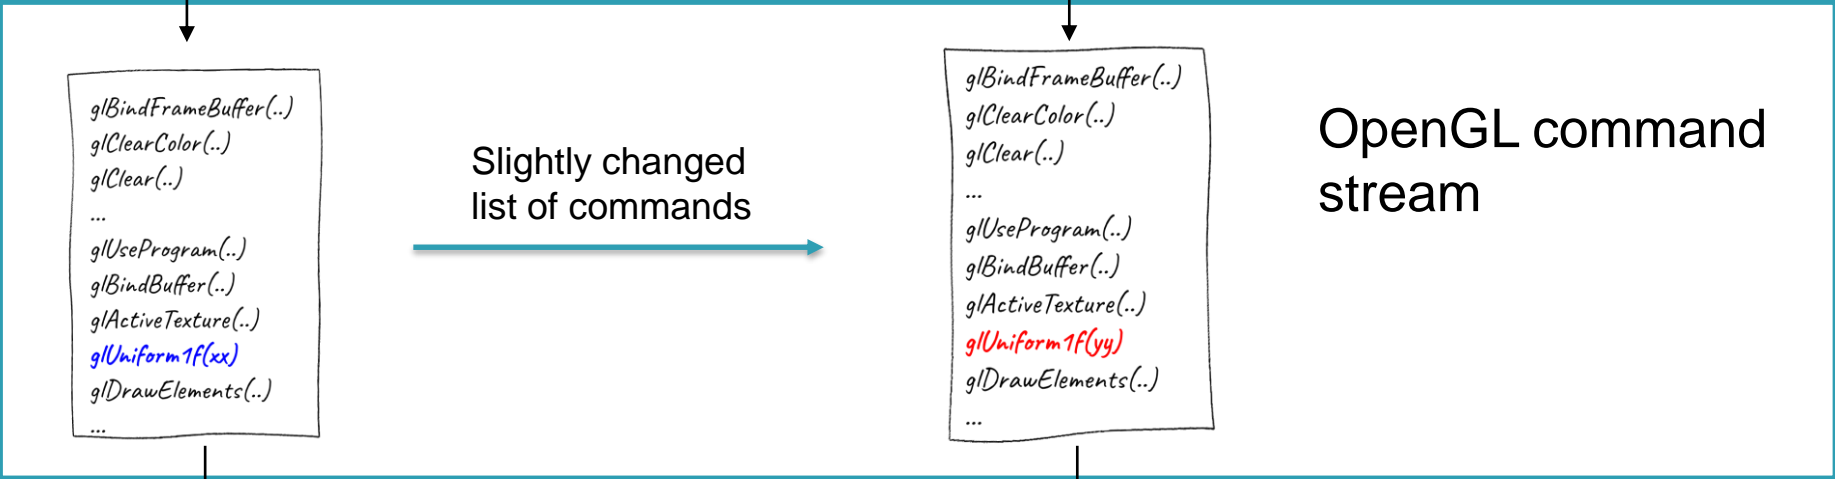 glBindFrameBuffer(..)
glClearColor(..)
glClear(..)
...
glUseProgram(..)
glBindBuffer(..)
glActiveTexture(..)
glUniform1f(xx)
glDrawElements(..)
...
Slightly changed
list of commands
glBindFrameBuffer(..)
glClearColor(..)
glClear(..)
...
glUseProgram(..)
glBindBuffer(..)
glActiveTexture(..)
glUniform1f(yy)
glDrawElements(..)
...
OpenGL command
stream